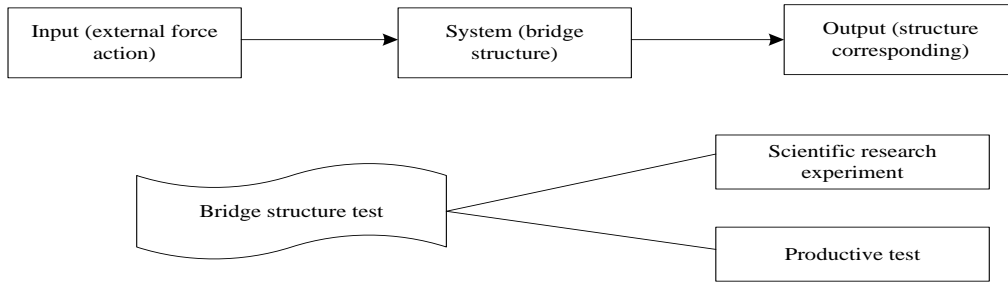 Input (external force
action)
System (bridge
structure)
Output (structure
corresponding)
Scientific research
experiment
Bridge structure test
Productive test